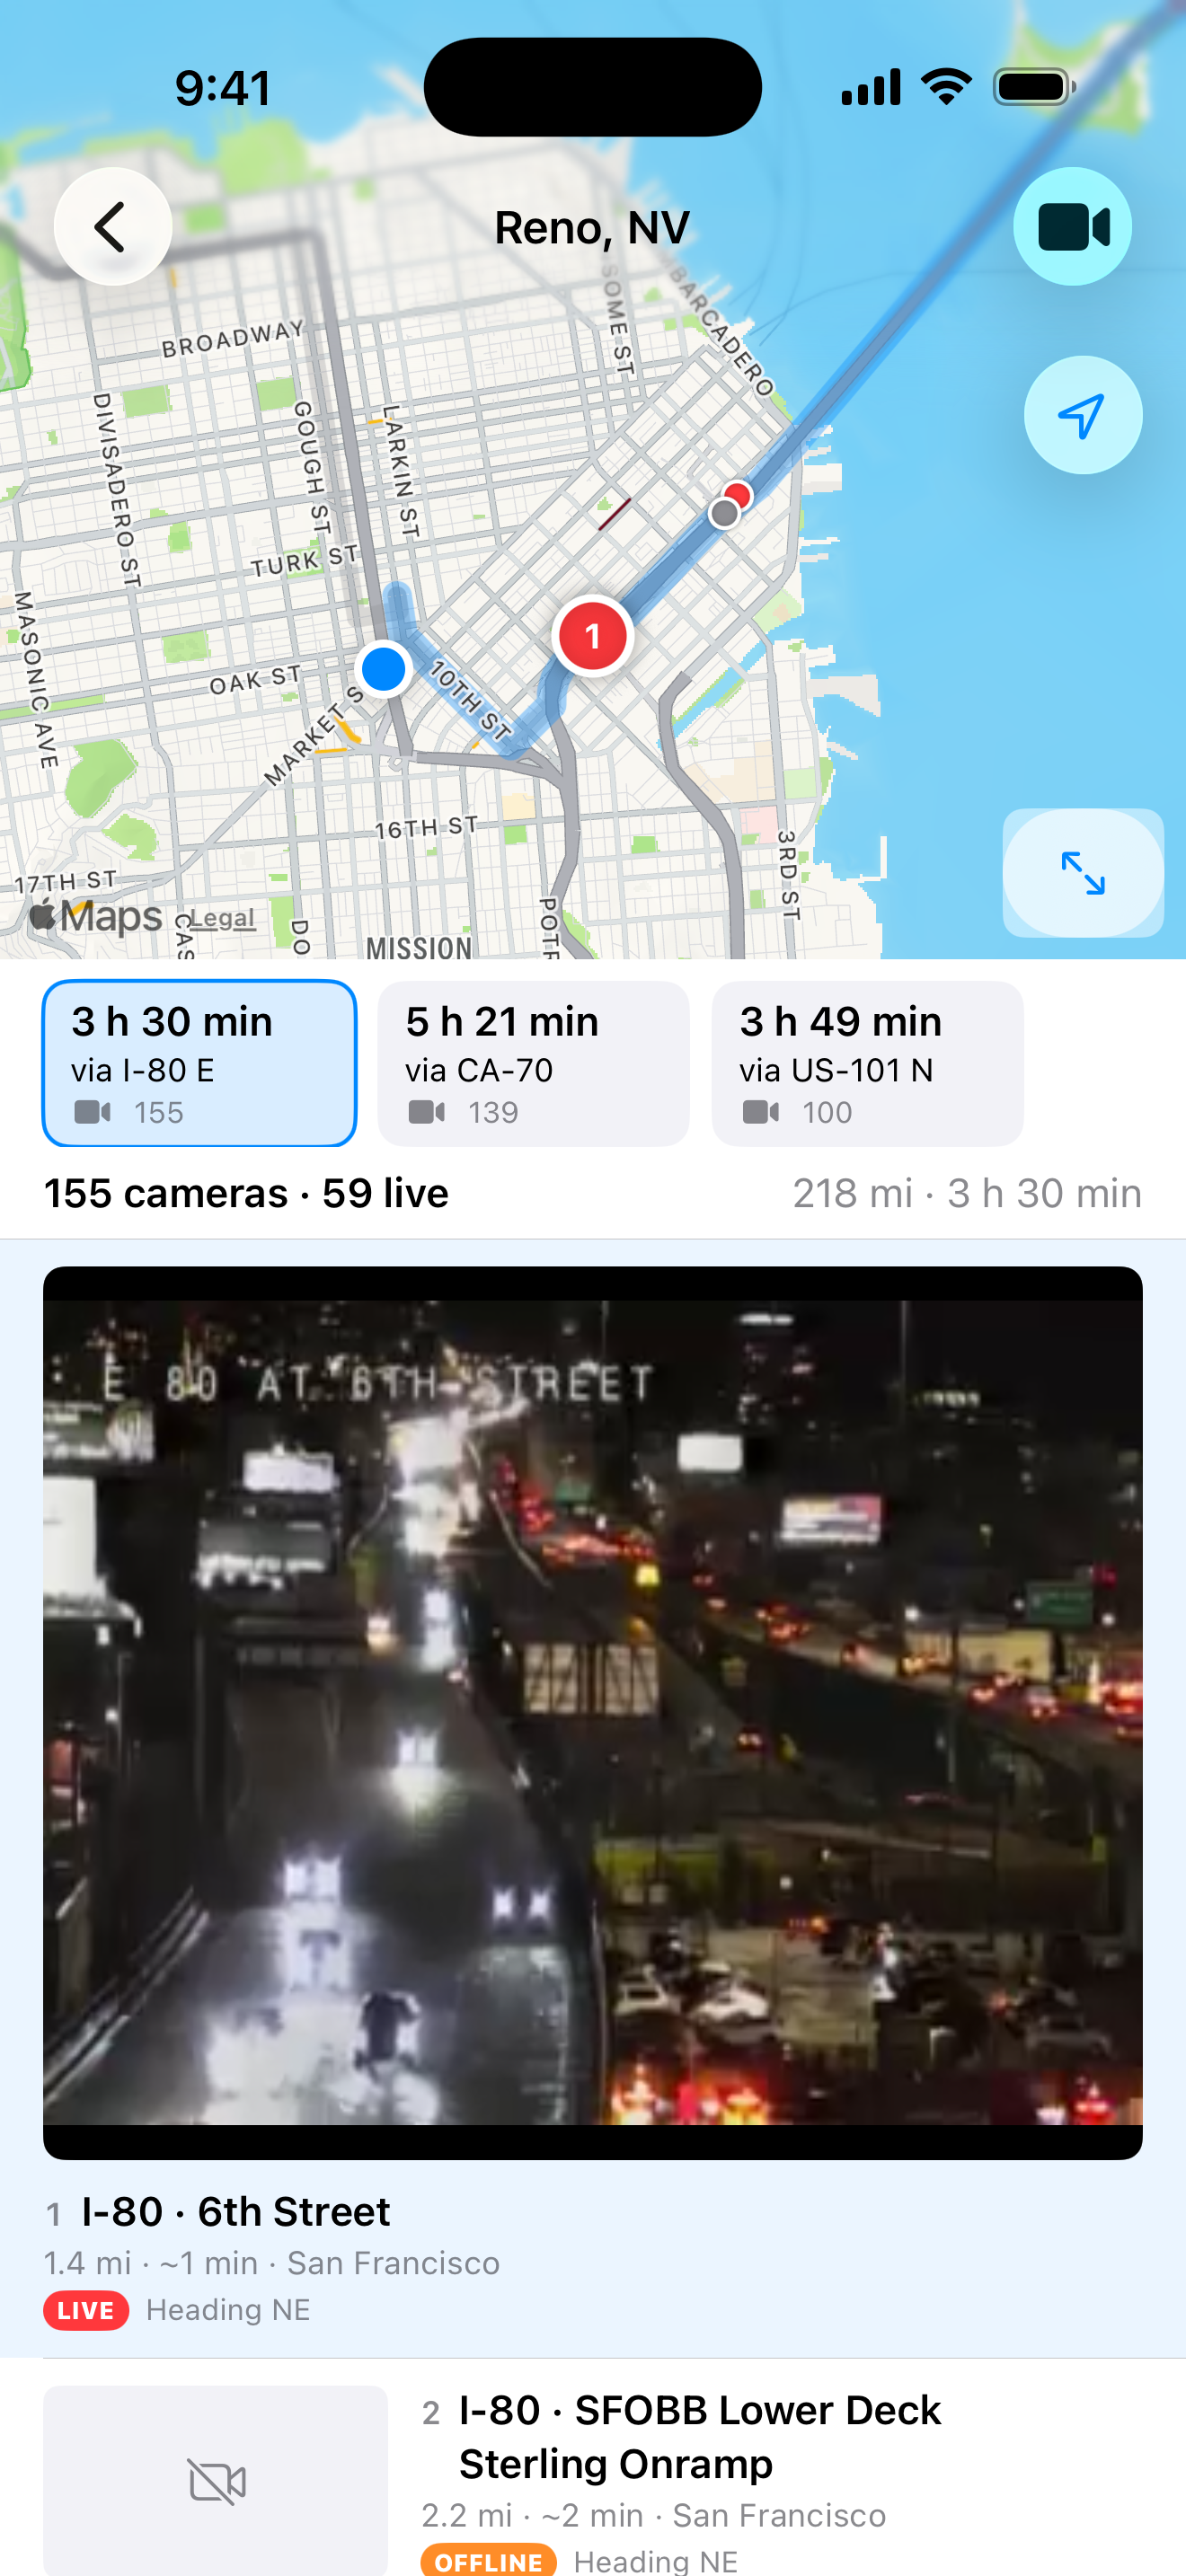 9:41
Reno, NV
BROADWAY
SOME ST
BARCADERO
DIVISADERO ST
GOUGH ST
LARKIN ST
TURK ST
MASONIC AVE
OAK ST
10TH ST
MARKET S
1
16TH ST
3RD ST
17TH ST
Maps
Legal
CAS
DO
MISSION
POTR
3 h 30 min
via I-80 E
155
5 h 21 min
via CA-70
139
3 h 49 min
via US-101 N
100
155 cameras · 59 live
218 mi · 3 h 30 min
E 80 AT 6TH STREET
1 I-80 · 6th Street
1.4 mi · ~1 min · San Francisco
LIVE Heading NE
2 I-80 · SFOBB Lower Deck
Sterling Onramp
2.2 mi · ~2 min · San Francisco
OFFLINE Heading NE